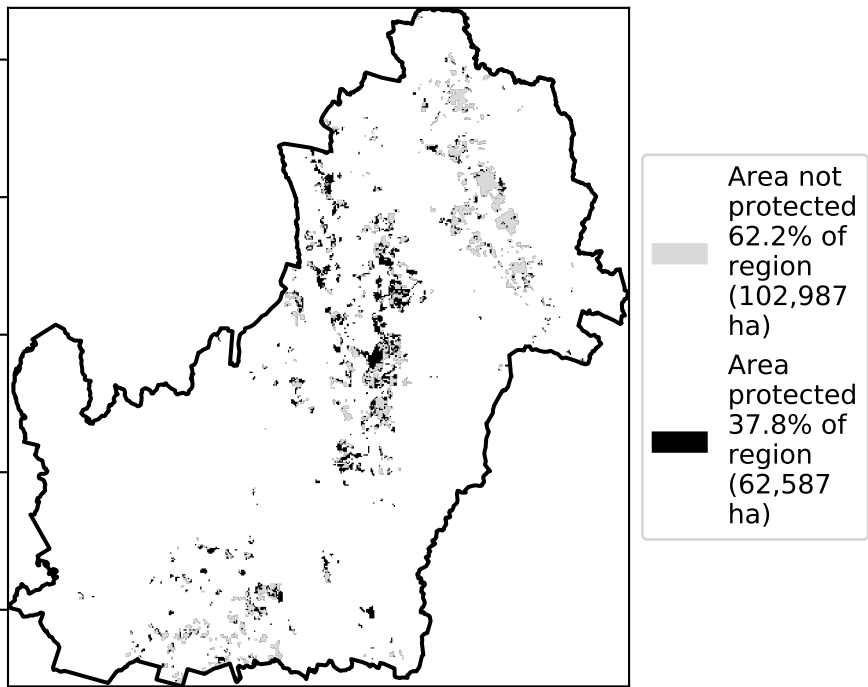 Area not
protected
62.2% of
region
(102,987
ha)
Area
protected
37.8% of
region
(62,587
ha)